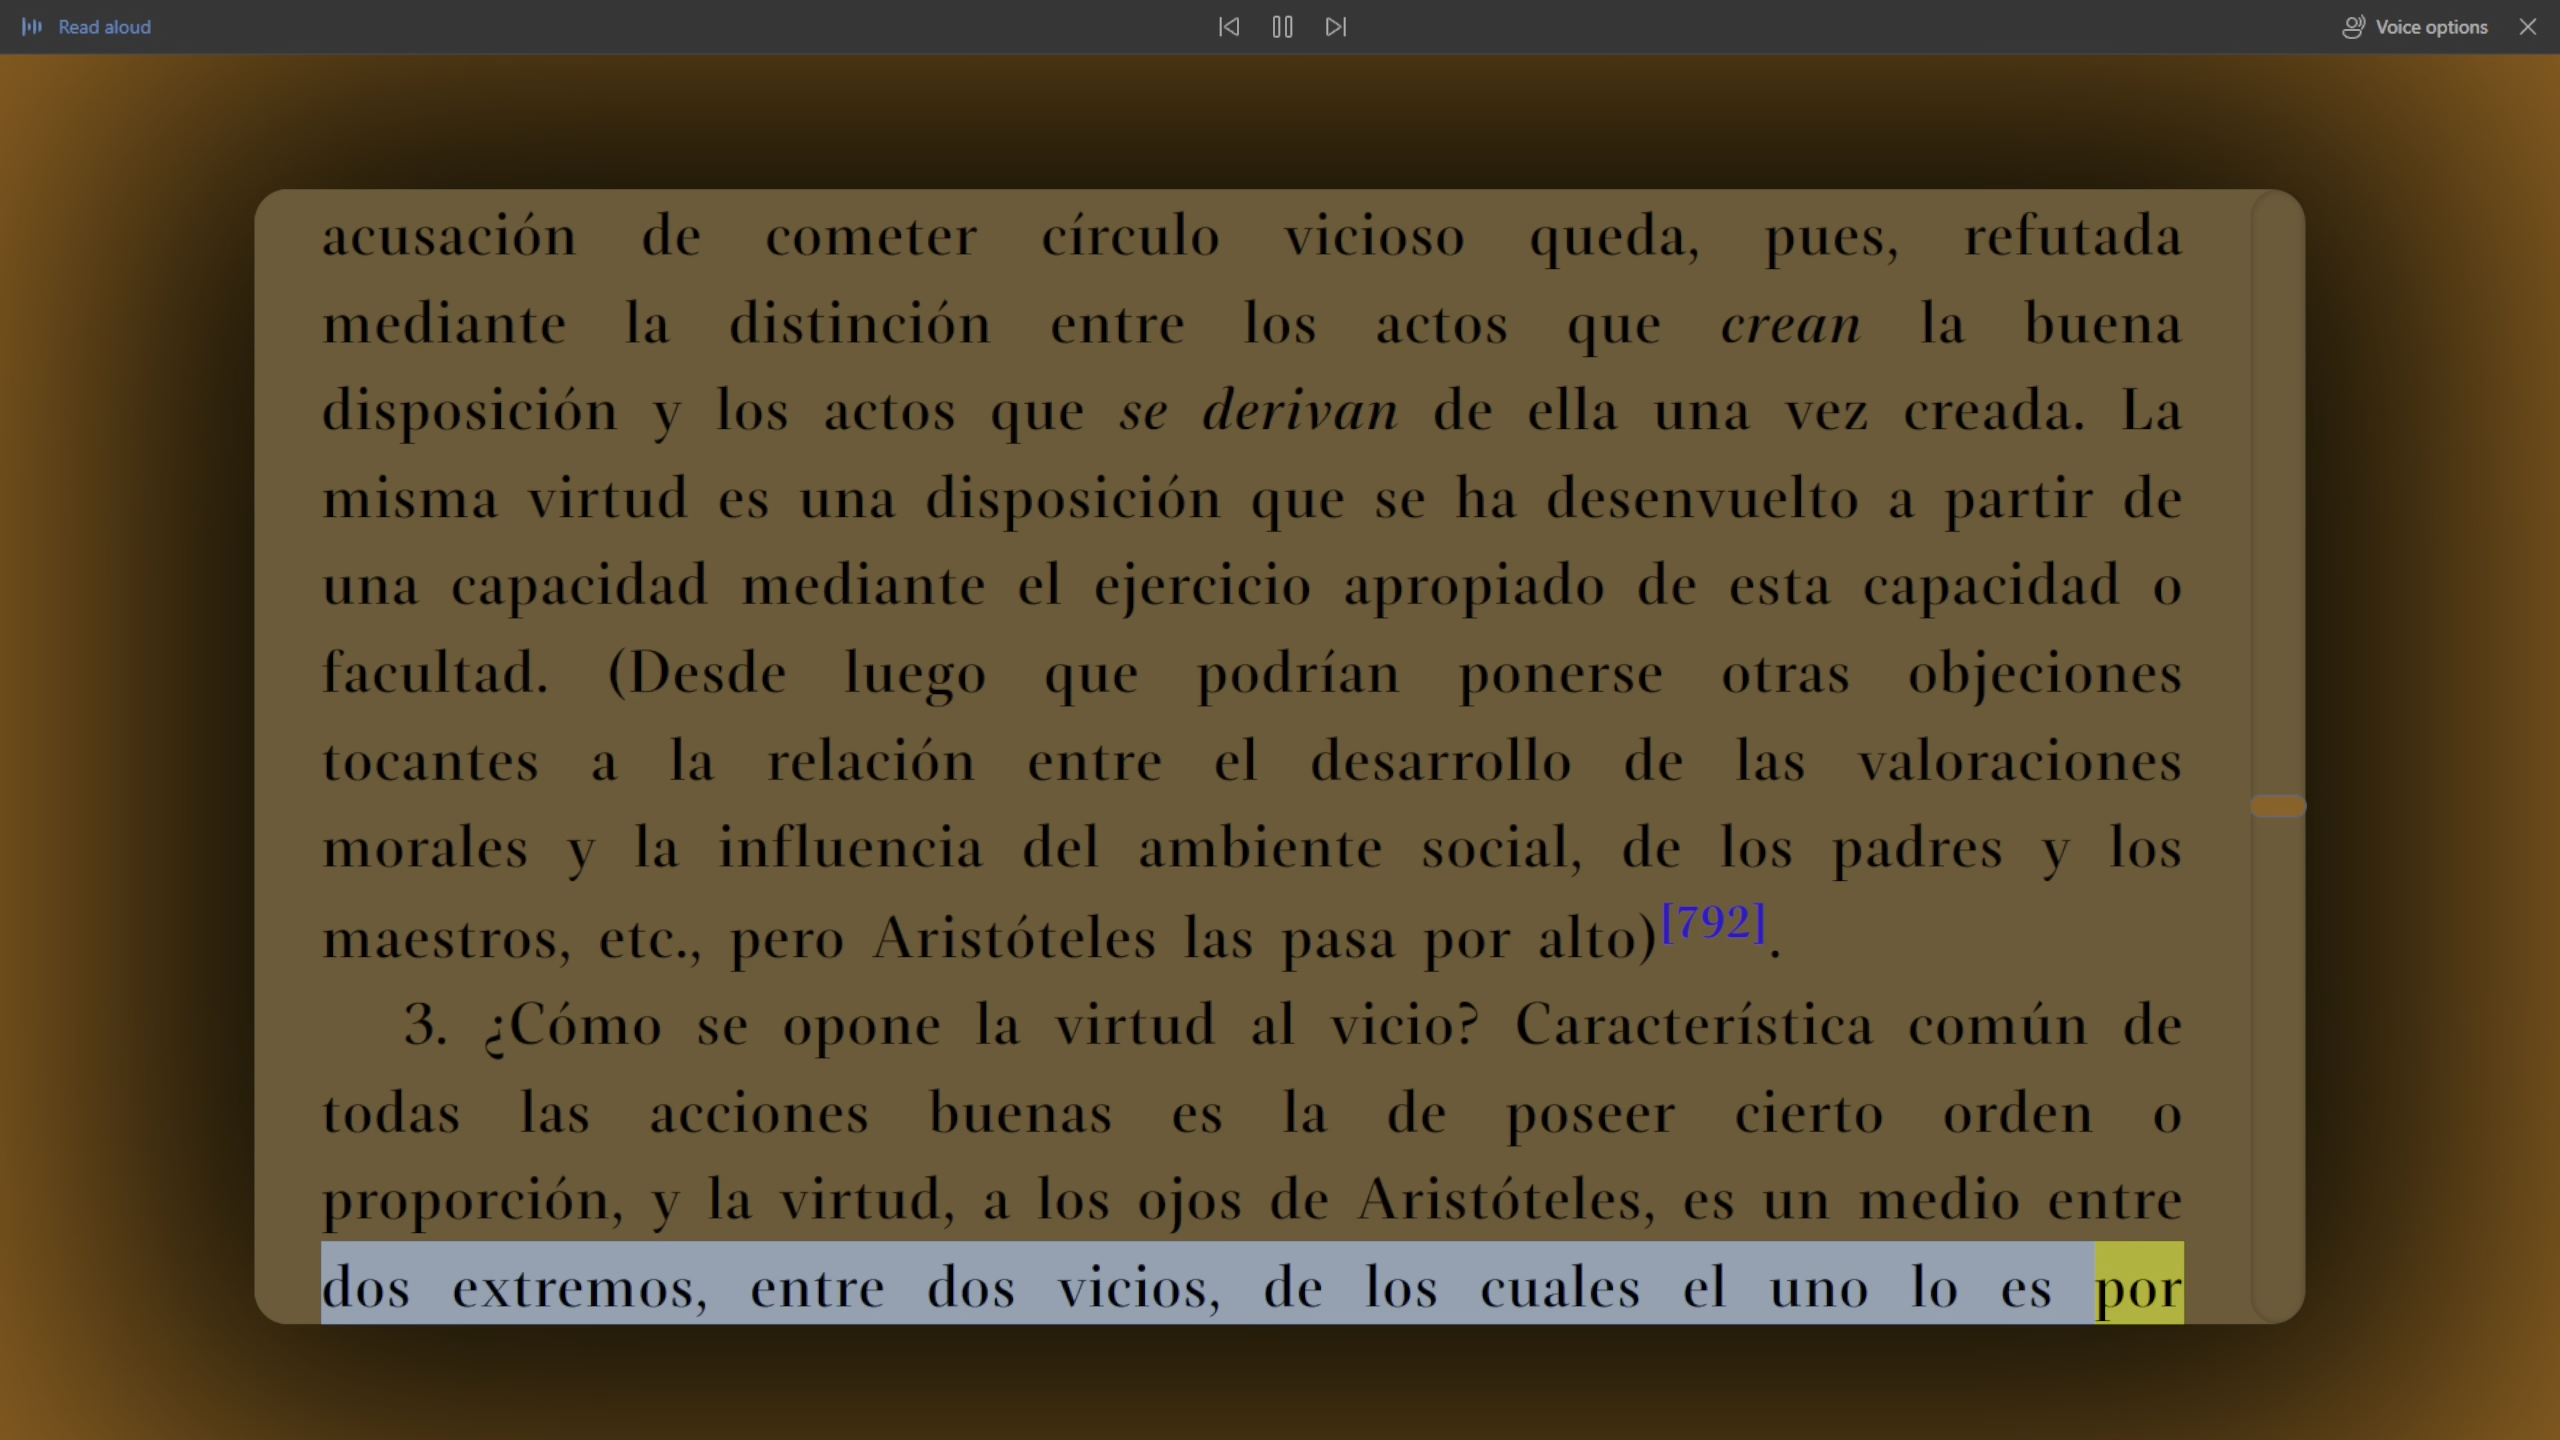 Read aloud
Voice options
acusación de cometer círculo vicioso queda, pues, refutada
mediante la distinción entre los actos que crean la buena
disposición y los actos que se derivan de ella una vez creada. La
misma virtud es una disposición que se ha desenvuelto a partir de
una capacidad mediante el ejercicio apropiado de esta capacidad o
facultad. (Desde luego que podrían ponerse otras objeciones
tocantes a la relación entre el desarrollo de las valoraciones
morales y la influencia del ambiente social, de los padres y los
maestros, etc., pero Aristóteles las pasa por alto)[792].
3. ¿Cómo se opone la virtud al vicio? Característica común de
todas las acciones buenas es la de poseer cierto orden o
proporción, y la virtud, a los ojos de Aristóteles, es un medio entre
dos extremos, entre dos vicios, de los cuales el uno lo es por